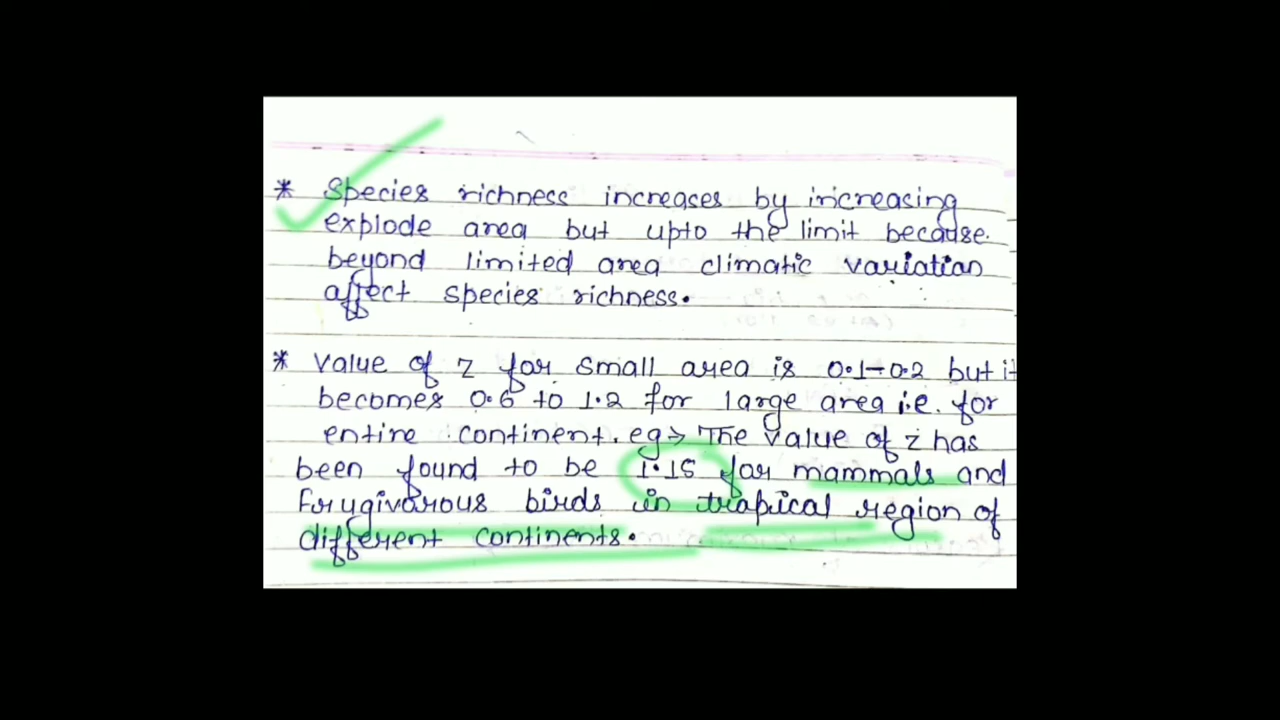 * Species richness increases by increasing
explode area but upto the limit because
beyond limited area climatic variation
affect species richness.
* Value of z for small area is 0.1-0.2 but it
becomes 0.6 to 1.2 for large area i.e. for
entire continent. eg → The value of z has
been found to be 1.15 for mammals and
Frugivorous birds in tropical region of
different continents.